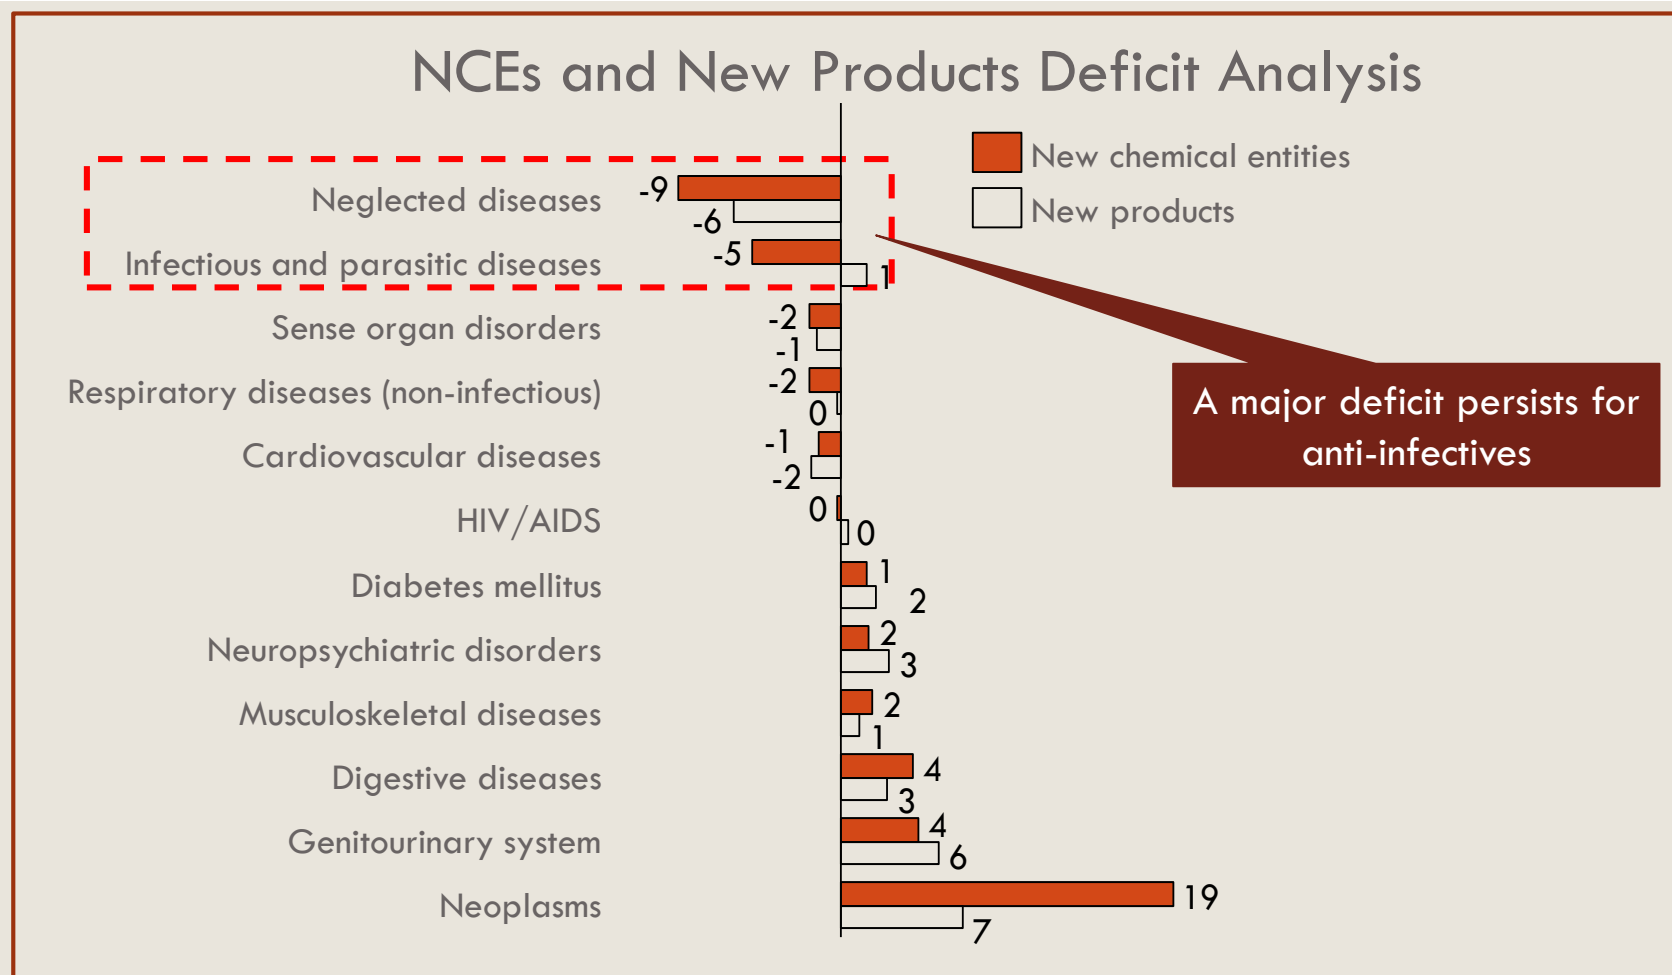 NCEs and New Products Deficit Analysis
New chemical entities
New products
Neglected diseases
-9
-6
Infectious and parasitic diseases
-5
1
Sense organ disorders
-2
-1
Respiratory diseases (non-infectious)
-2
0
Cardiovascular diseases
-1
-2
HIV/AIDS
0
0
Diabetes mellitus
1
2
Neuropsychiatric disorders
2
3
Musculoskeletal diseases
2
1
Digestive diseases
4
3
Genitourinary system
4
6
Neoplasms
19
7
A major deficit persists for
anti-infectives